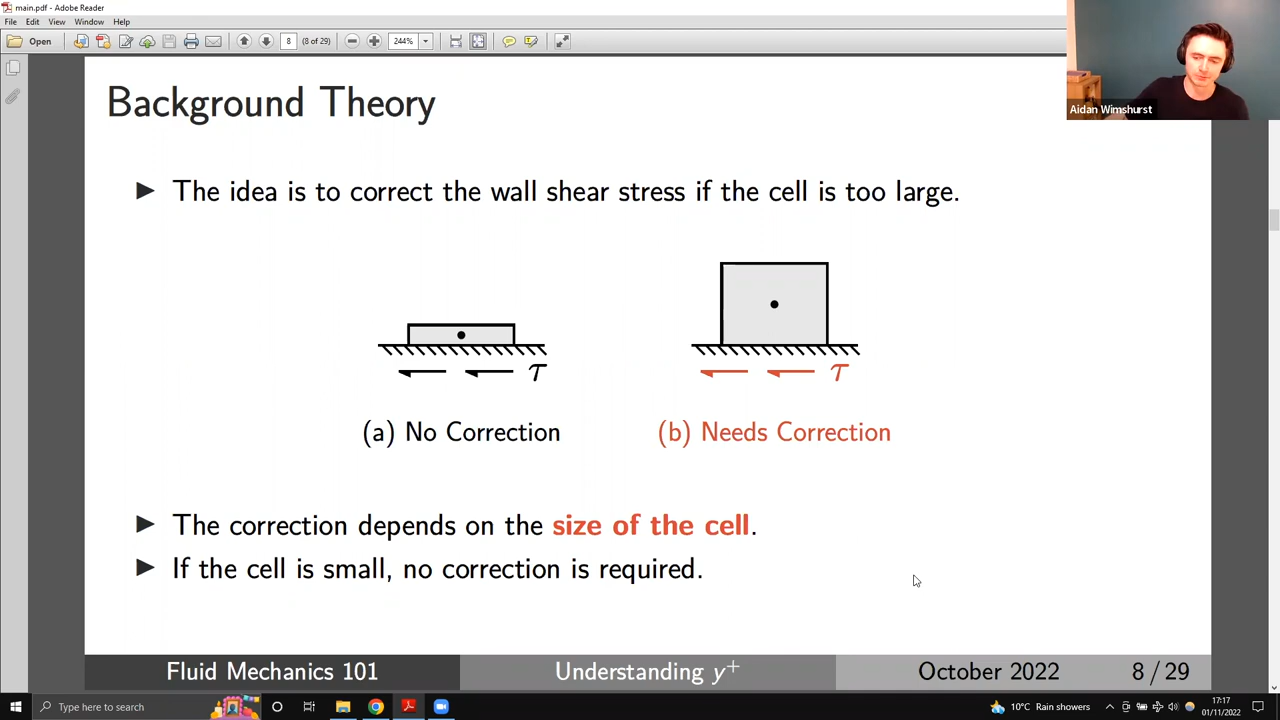 main.pdf - Adobe Reader
File Edit View Window Help
Open 8 (8 of 29) 244%
Aidan Wimshurst
Background Theory
The idea is to correct the wall shear stress if the cell is too large.
τ τ
(a) No Correction (b) Needs Correction
The correction depends on the size of the cell.
If the cell is small, no correction is required.
Fluid Mechanics 101 Understanding y⁺ October 2022 8 / 29
Type here to search 10°C Rain showers 17:17
01/11/2022